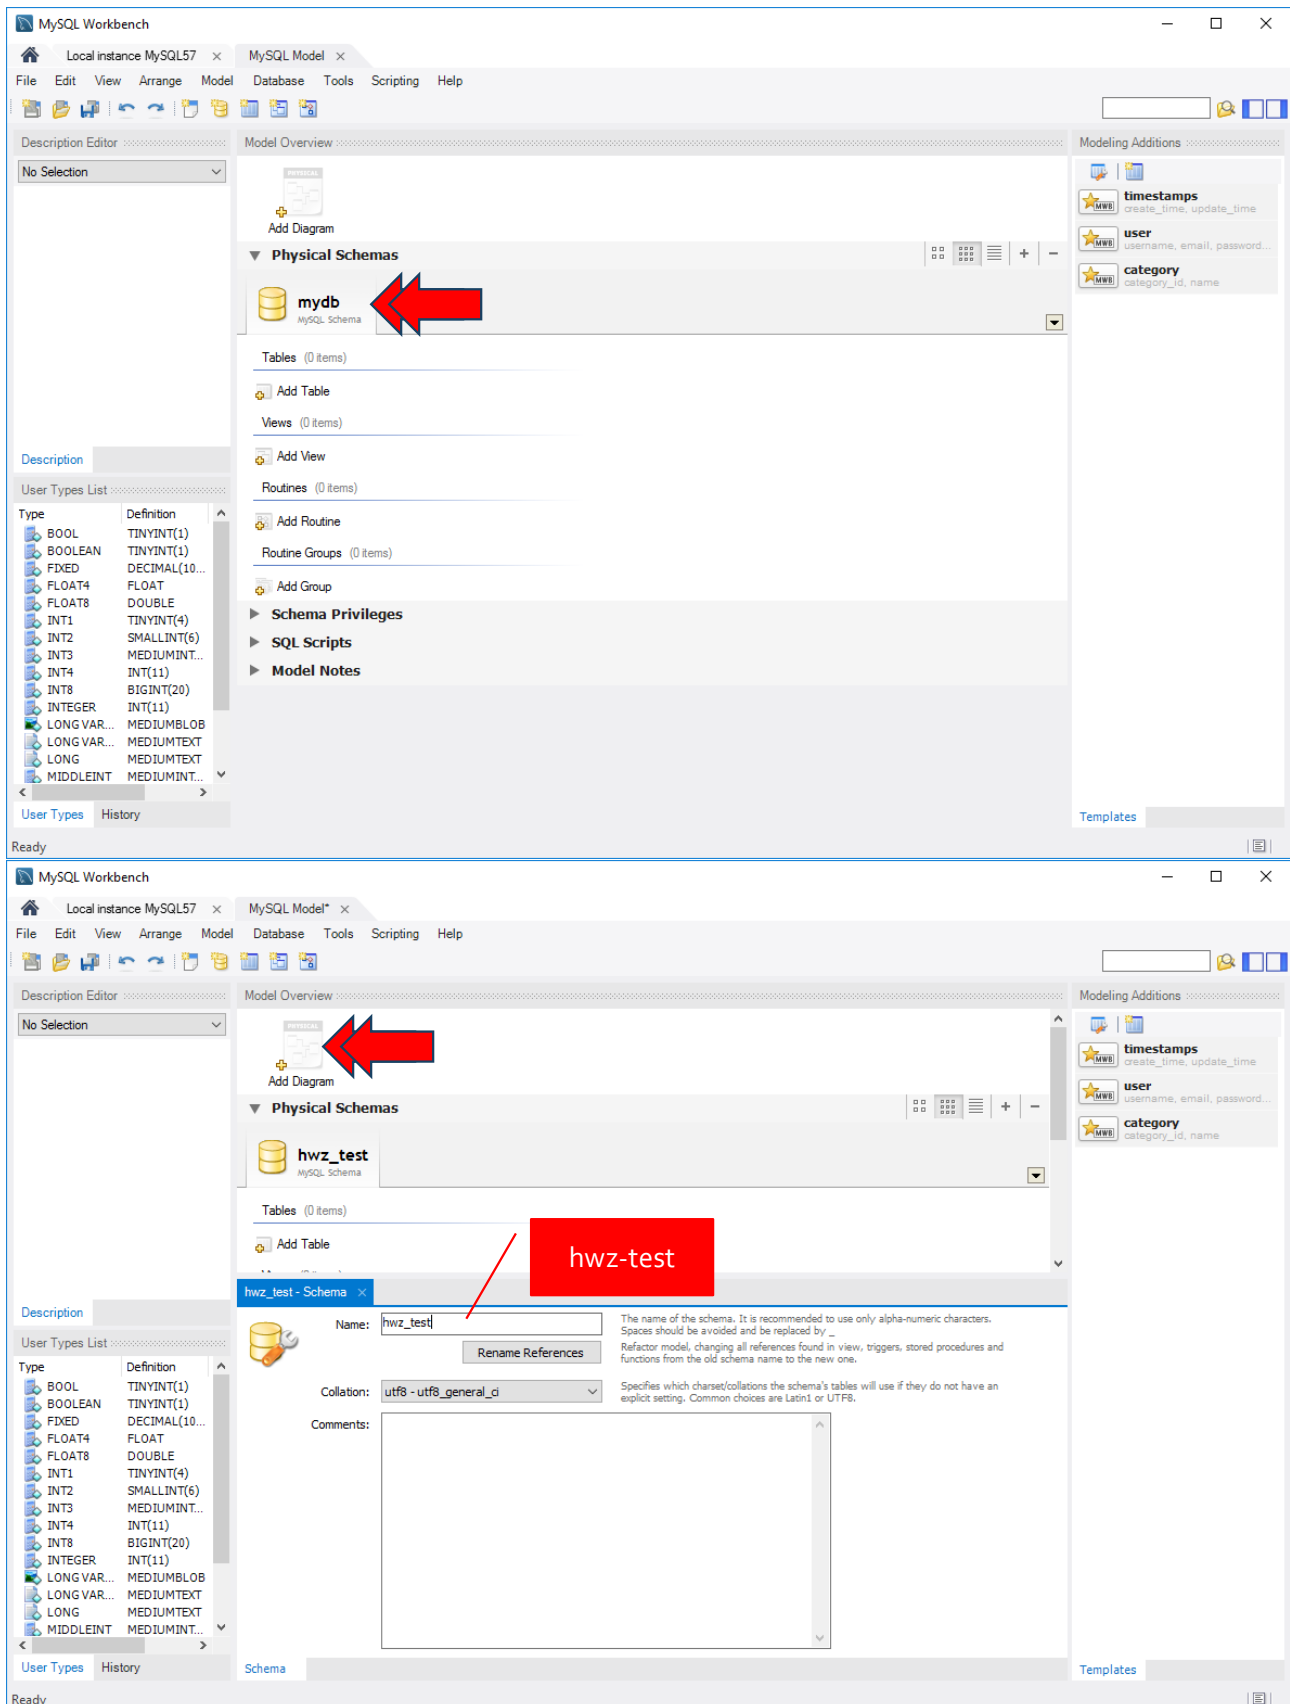 MySQL Workbench
Local instance MySQL57
MySQL Model
File Edit View Arrange Model Database Tools Scripting Help
Description Editor
Model Overview
Modeling Additions
No Selection
PHYSICAL
Add Diagram
timestamps
create_time, update_time
MWB
user
username, email, password...
MWB
category
category_id, name
MWB
Physical Schemas
mydb
MySQL Schema
Tables (0 items)
Add Table
Views (0 items)
Add View
Routines (0 items)
Add Routine
Routine Groups (0 items)
Add Group
Schema Privileges
SQL Scripts
Model Notes
Description
User Types List
Type Definition
BOOL TINYINT(1)
BOOLEAN TINYINT(1)
FIXED DECIMAL(10...
FLOAT4 FLOAT
FLOAT8 DOUBLE
INT1 TINYINT(4)
INT2 SMALLINT(6)
INT3 MEDIUMINT...
INT4 INT(11)
INT8 BIGINT(20)
INTEGER INT(11)
LONG VAR... MEDIUMBLOB
LONG VAR... MEDIUMTEXT
LONG MEDIUMTEXT
MIDDLEINT MEDIUMINT...
User Types History
Templates
Ready
MySQL Workbench
Local instance MySQL57
MySQL Model*
File Edit View Arrange Model Database Tools Scripting Help
Description Editor
Model Overview
Modeling Additions
No Selection
PHYSICAL
Add Diagram
timestamps
create_time, update_time
MWB
user
username, email, password...
MWB
category
category_id, name
MWB
Physical Schemas
hwz_test
MySQL Schema
Tables (0 items)
Add Table
hwz-test
hwz_test - Schema
Name: hwz_test
The name of the schema. It is recommended to use only alpha-numeric characters.
Spaces should be avoided and be replaced by _
Rename References
Refactor model, changing all references found in view, triggers, stored procedures and
functions from the old schema name to the new one.
Collation: utf8 - utf8_general_ci
Specifies which charset/collations the schema's tables will use if they do not have an
explicit setting. Common choices are Latin1 or UTF8.
Comments:
Description
User Types List
Type Definition
BOOL TINYINT(1)
BOOLEAN TINYINT(1)
FIXED DECIMAL(10...
FLOAT4 FLOAT
FLOAT8 DOUBLE
INT1 TINYINT(4)
INT2 SMALLINT(6)
INT3 MEDIUMINT...
INT4 INT(11)
INT8 BIGINT(20)
INTEGER INT(11)
LONG VAR... MEDIUMBLOB
LONG VAR... MEDIUMTEXT
LONG MEDIUMTEXT
MIDDLEINT MEDIUMINT...
User Types History
Schema
Templates
Ready